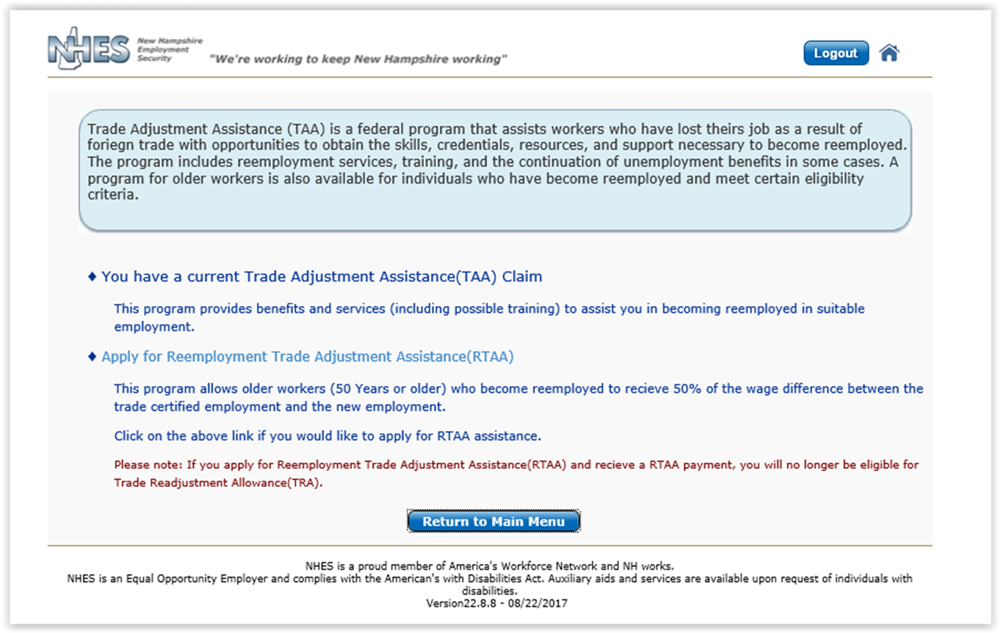 NHES New Hampshire
Employment
Security
"We're working to keep New Hampshire working"
Logout
Trade Adjustment Assistance (TAA) is a federal program that assists workers who have lost theirs job as a result of
foriegn trade with opportunities to obtain the skills, credentials, resources, and support necessary to become reemployed.
The program includes reemployment services, training, and the continuation of unemployment benefits in some cases. A
program for older workers is also available for individuals who have become reemployed and meet certain eligibility
criteria.
♦ You have a current Trade Adjustment Assistance(TAA) Claim
This program provides benefits and services (including possible training) to assist you in becoming reemployed in suitable
employment.
♦ Apply for Reemployment Trade Adjustment Assistance(RTAA)
This program allows older workers (50 Years or older) who become reemployed to recieve 50% of the wage difference between the
trade certified employment and the new employment.
Click on the above link if you would like to apply for RTAA assistance.
Please note: If you apply for Reemployment Trade Adjustment Assistance(RTAA) and recieve a RTAA payment, you will no longer be eligible for
Trade Readjustment Allowance(TRA).
Return to Main Menu
NHES is a proud member of America's Workforce Network and NH works.
NHES is an Equal Opportunity Employer and complies with the American's with Disabilities Act. Auxiliary aids and services are available upon request of individuals with
disabilities.
Version22.8.8 - 08/22/2017